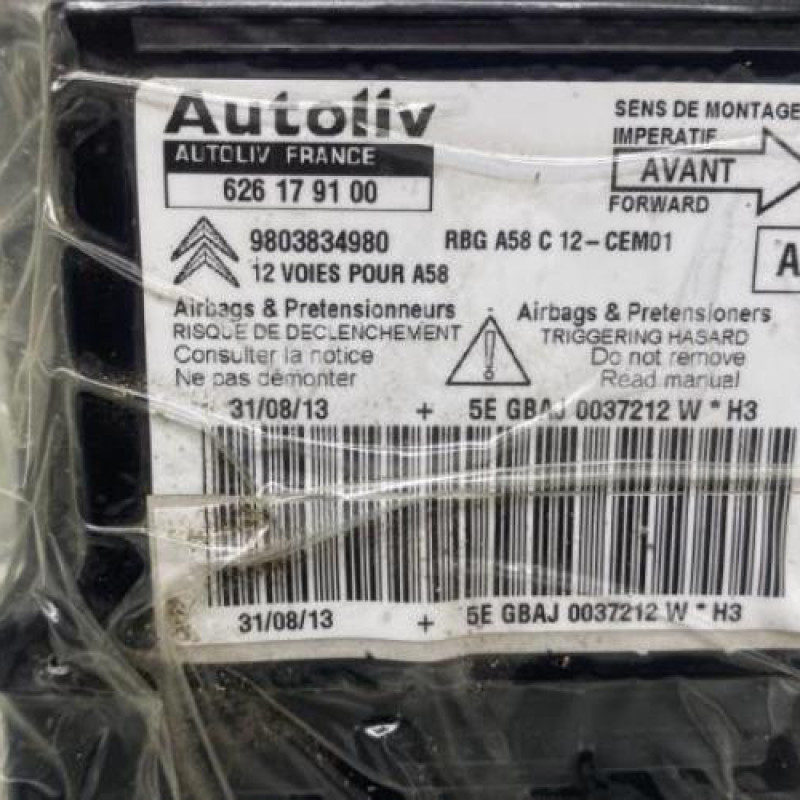 Autoliv
AUTOLIV FRANCE
626 17 91 00
SENS DE MONTAGE
IMPERATIF
AVANT
FORWARD
9803834980 RBG A58 C 12-CEM01
12 VOIES POUR A58
A
Airbags & Pretensionneurs
RISQUE DE DECLENCHEMENT
Consulter la notice
Ne pas démonter
!
Airbags & Pretensioners
TRIGGERING HASARD
Do not remove
Read manual
31/08/13 + 5E GBAJ 0037212 W * H3
31/08/13 + 5E GBAJ 0037212 W * H3